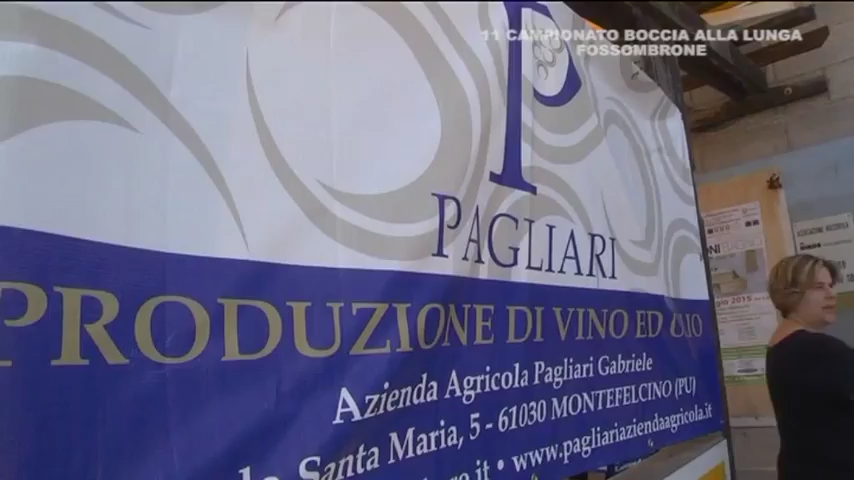 11 CAMPIONATO BOCCIA ALLA LUNGA
FOSSOMBRONE
PAGLIARI
PRODUZIONE DI VINO ED OLIO
Azienda Agricola Pagliari Gabriele
Santa Maria, 5 - 61030 MONTEFELCINO (PU)
• www.pagliariaziendaagricola.it
2015